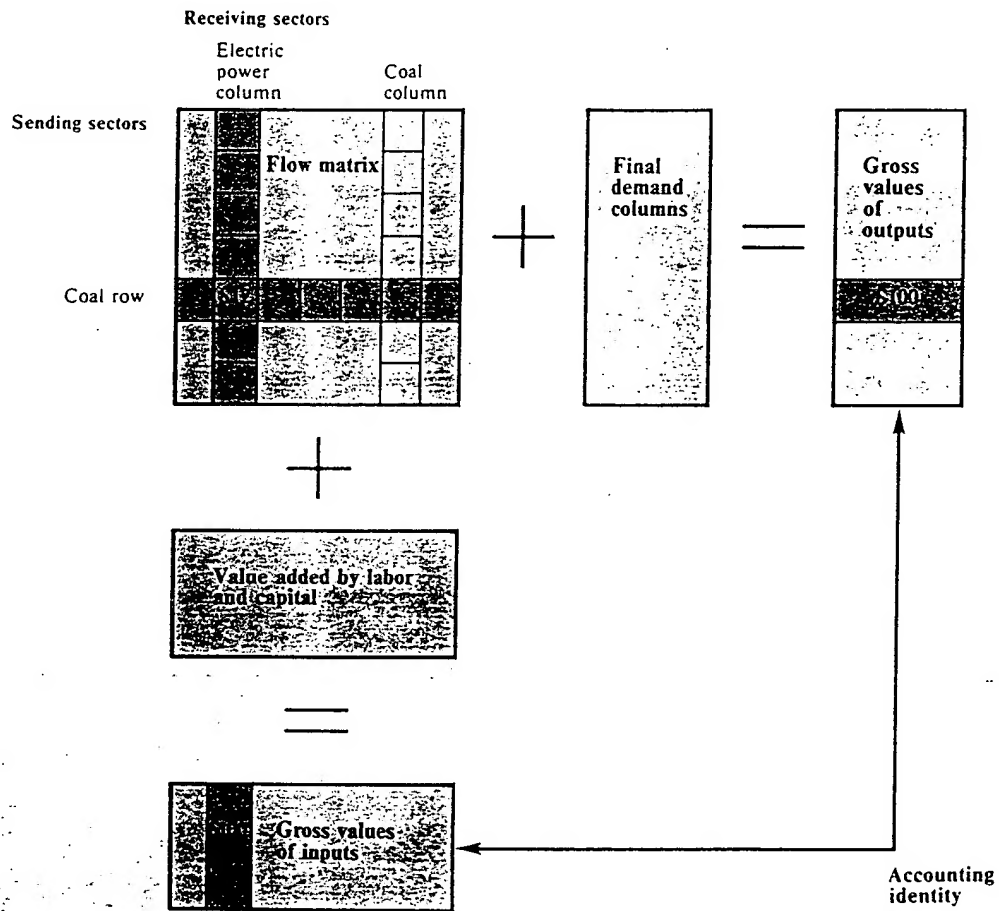 Receiving sectors
Electric
power
column
Coal
column
Sending sectors
Flow matrix
Final
demand
columns
Gross
values
of
outputs
Coal row
Value added by labor
and capital
Gross values
of inputs
Accounting
identity